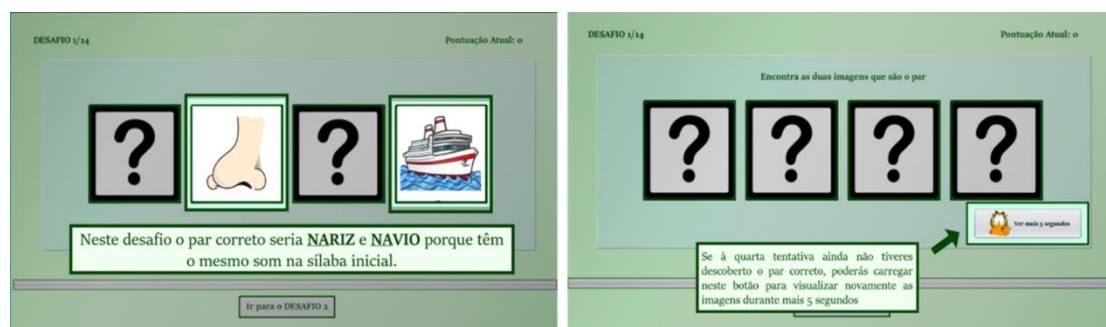 DESAFIO 1/14
Pontuação Atual: 0
?
?
Neste desafio o par correto seria NARIZ e NAVIO porque têm
o mesmo som na sílaba inicial.
Ir para o DESAFIO 2
DESAFIO 1/14
Pontuação Atual: 0
Encontra as duas imagens que são o par
?
?
?
?
Ver mais 5 segundos
Se à quarta tentativa ainda não tiveres
descoberto o par correto, poderás carregar
neste botão para visualizar novamente as
imagens durante mais 5 segundos